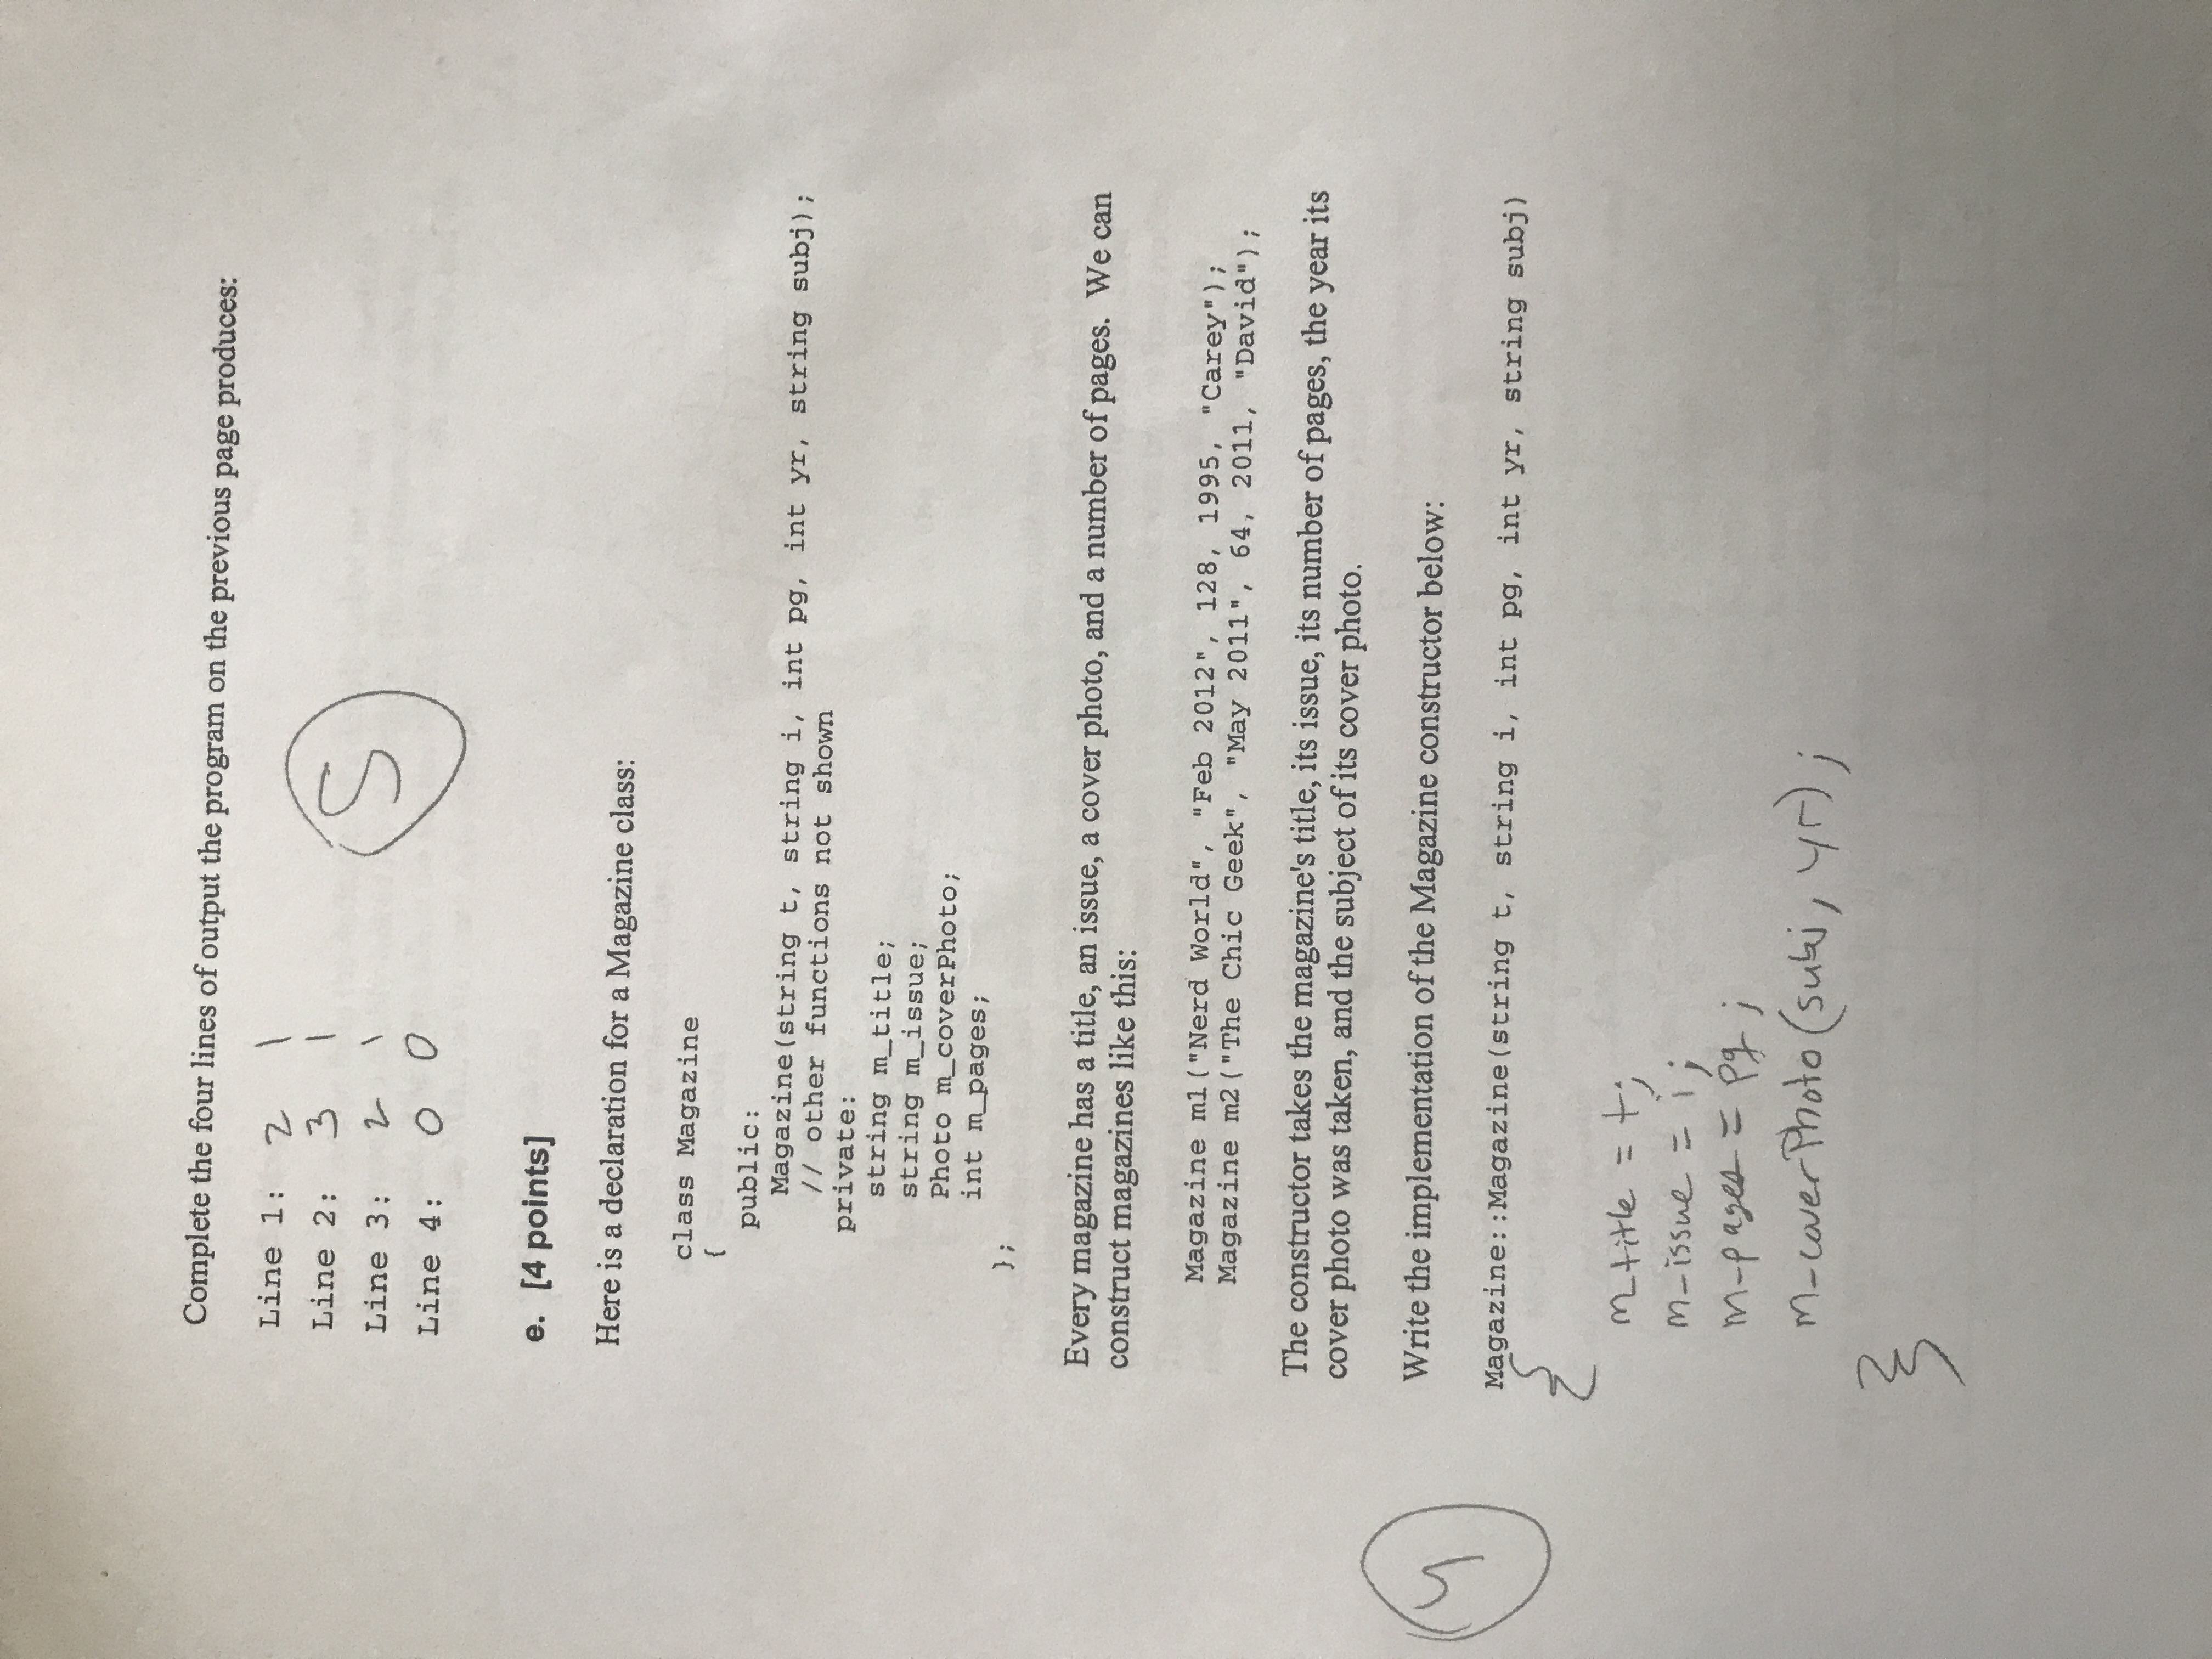 Complete the four lines of output the program on the previous page produces:
Line 1: 2 1
Line 2: 3 1
Line 3: 2 1
Line 4: 0 0
5
e. [4 points]
Here is a declaration for a Magazine class:
class Magazine
{
public:
Magazine(string t, string i, int pg, int yr, string subj);
// other functions not shown
private:
string m_title;
string m_issue;
Photo m_coverPhoto;
int m_pages;
};
Every magazine has a title, an issue, a cover photo, and a number of pages. We can
construct magazines like this:
Magazine m1("Nerd World", "Feb 2012", 128, 1995, "Carey");
Magazine m2("The Chic Geek", "May 2011", 64, 2011, "David");
The constructor takes the magazine's title, its issue, its number of pages, the year its
cover photo was taken, and the subject of its cover photo.
Write the implementation of the Magazine constructor below:
4
Magazine::Magazine(string t, string i, int pg, int yr, string subj)
{
m_title = t;
m_issue = i;
m_pages = pg;
m_coverPhoto(subj, yr);
}